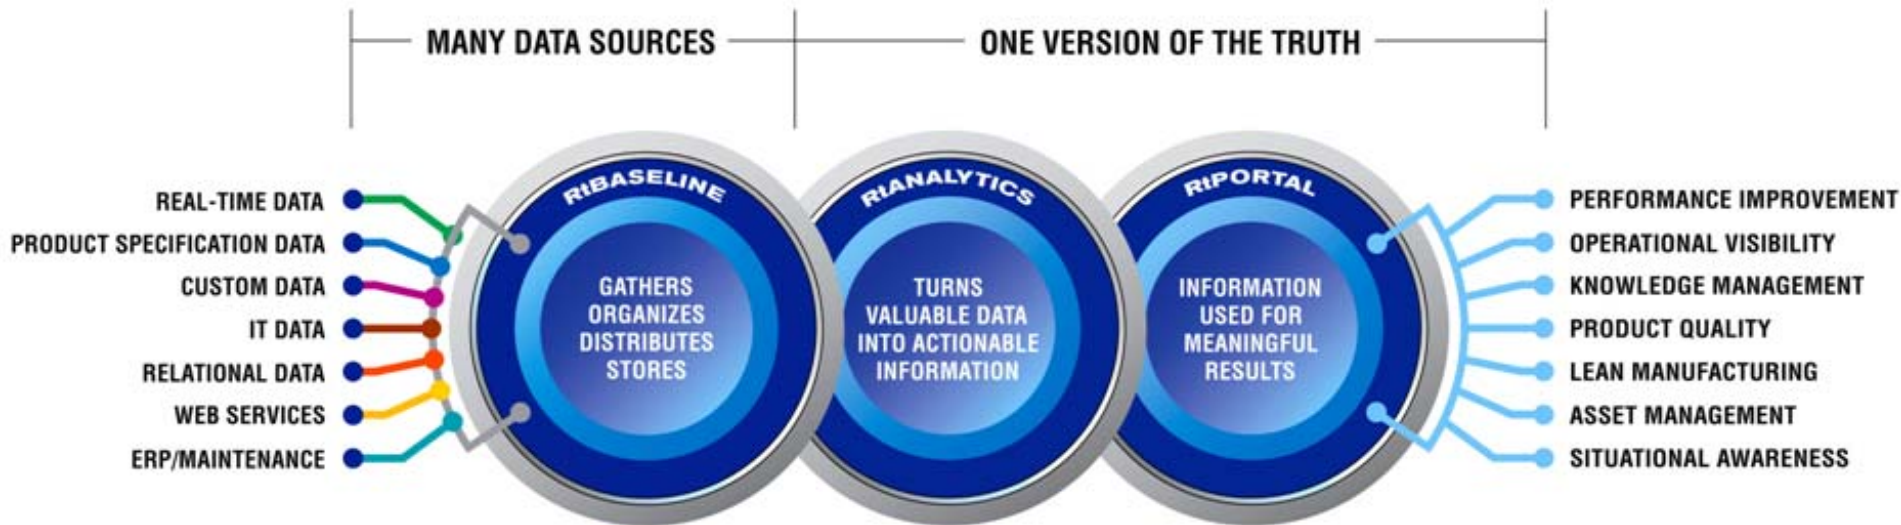 MANY DATA SOURCES
ONE VERSION OF THE TRUTH
REAL-TIME DATA
PRODUCT SPECIFICATION DATA
CUSTOM DATA
IT DATA
RELATIONAL DATA
WEB SERVICES
ERP/MAINTENANCE
RtBASELINE
GATHERS
ORGANIZES
DISTRIBUTES
STORES
RtANALYTICS
TURNS
VALUABLE DATA
INTO ACTIONABLE
INFORMATION
RtPORTAL
INFORMATION
USED FOR
MEANINGFUL
RESULTS
PERFORMANCE IMPROVEMENT
OPERATIONAL VISIBILITY
KNOWLEDGE MANAGEMENT
PRODUCT QUALITY
LEAN MANUFACTURING
ASSET MANAGEMENT
SITUATIONAL AWARENESS